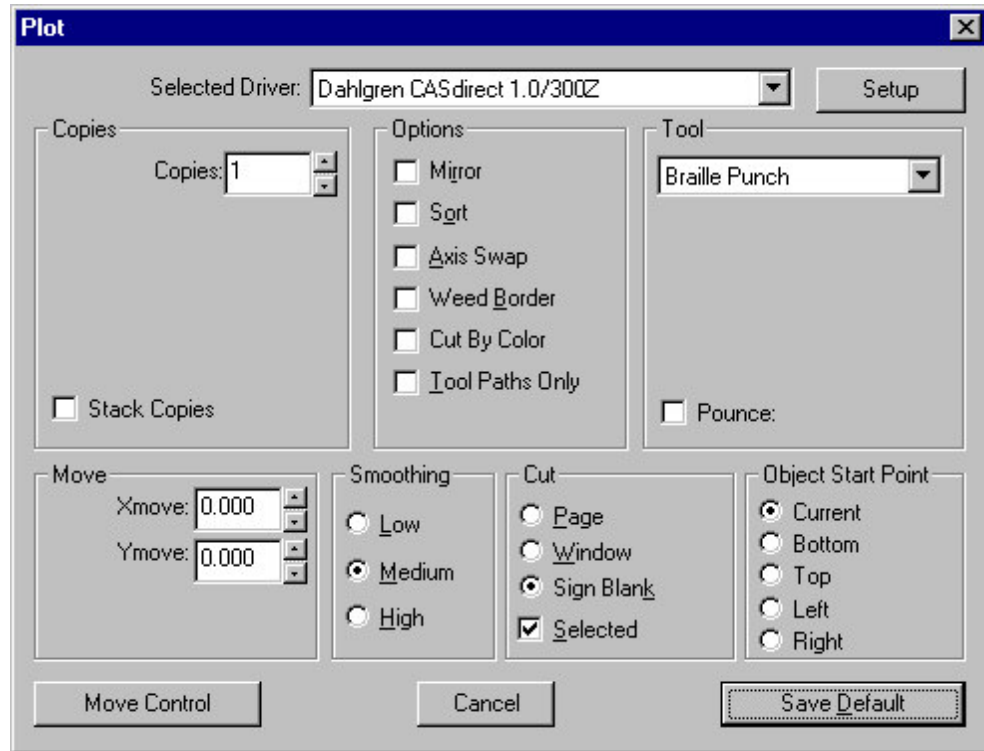 Plot
Selected Driver: Dahlgren CASdirect 1.0/300Z
Setup
Copies
Copies: 1
Stack Copies
Options
Mirror
Sort
Axis Swap
Weed Border
Cut By Color
Tool Paths Only
Tool
Braille Punch
Pounce:
Move
Xmove: 0.000
Ymove: 0.000
Smoothing
Low
Medium
High
Cut
Page
Window
Sign Blank
Selected
Object Start Point
Current
Bottom
Top
Left
Right
Move Control
Cancel
Save Default